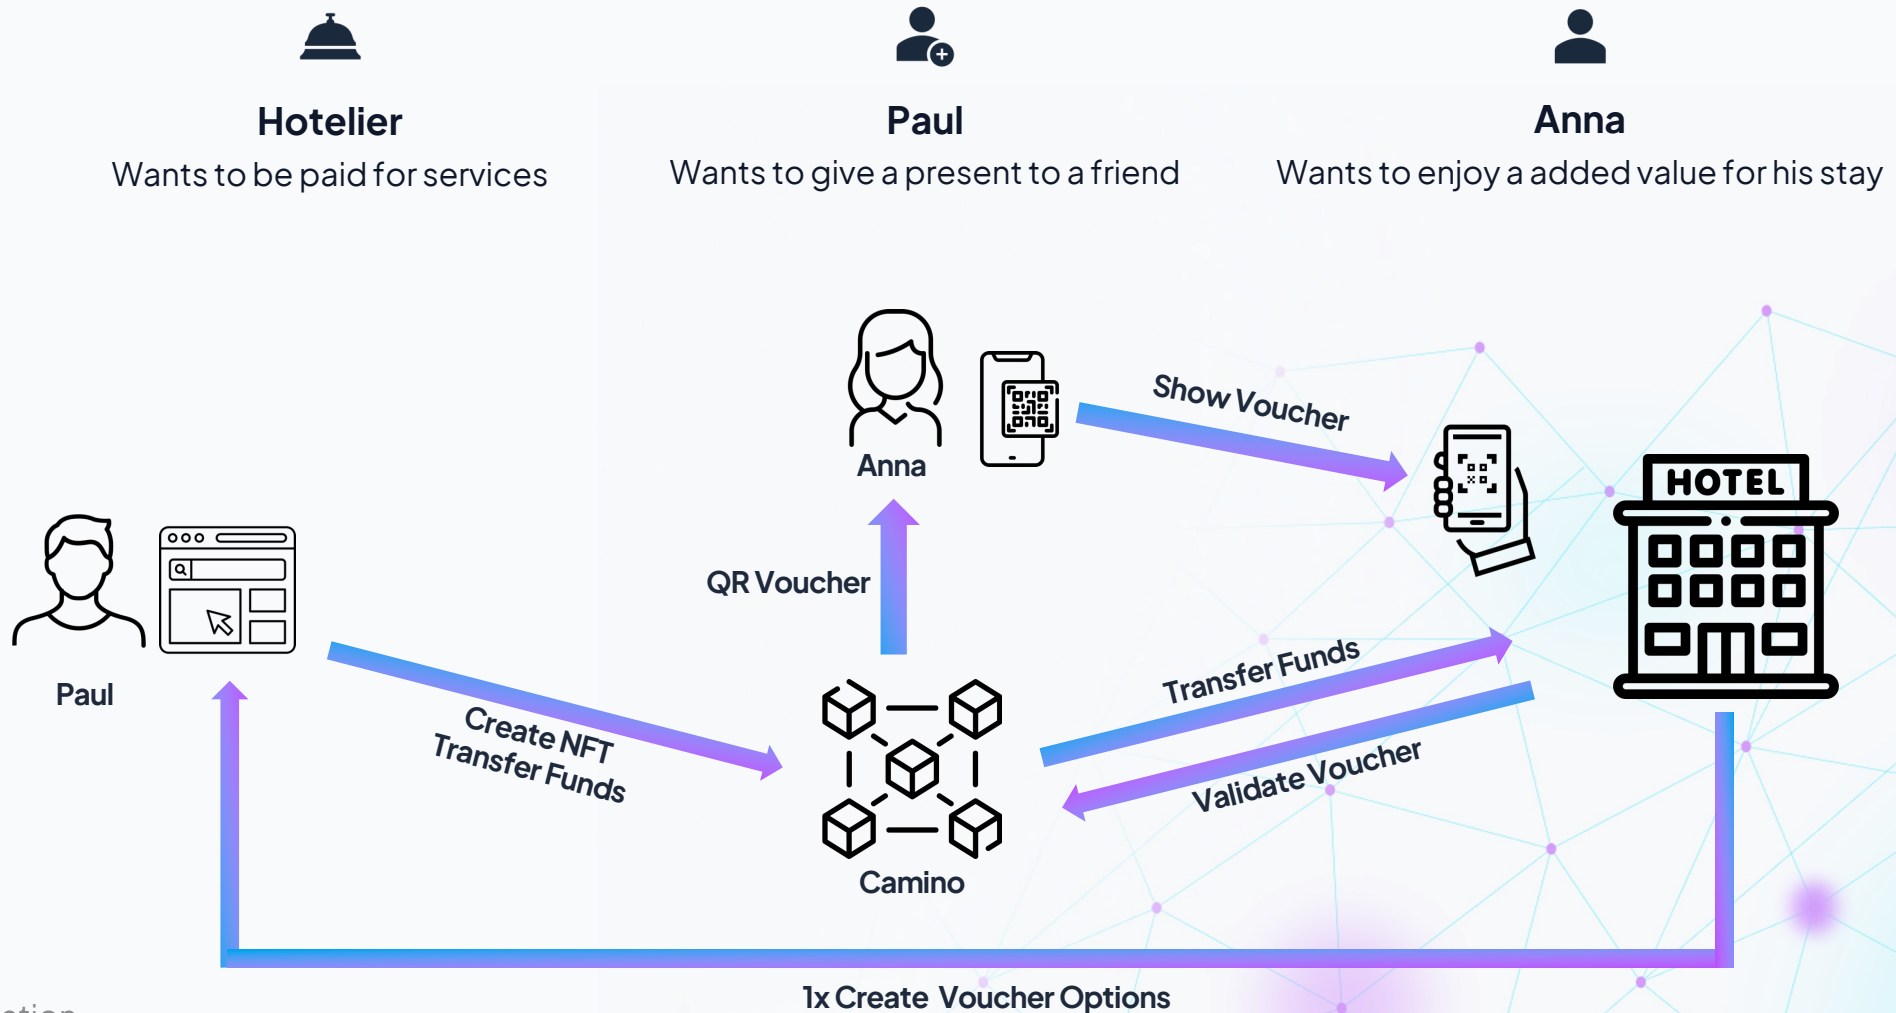 Hotelier
Wants to be paid for services
Paul
Wants to give a present to a friend
Anna
Wants to enjoy a added value for his stay
Show Voucher
HOTEL
Anna
QR Voucher
Paul
Create NFT
Transfer Funds
Transfer Funds
Validate Voucher
Camino
1x Create Voucher Options